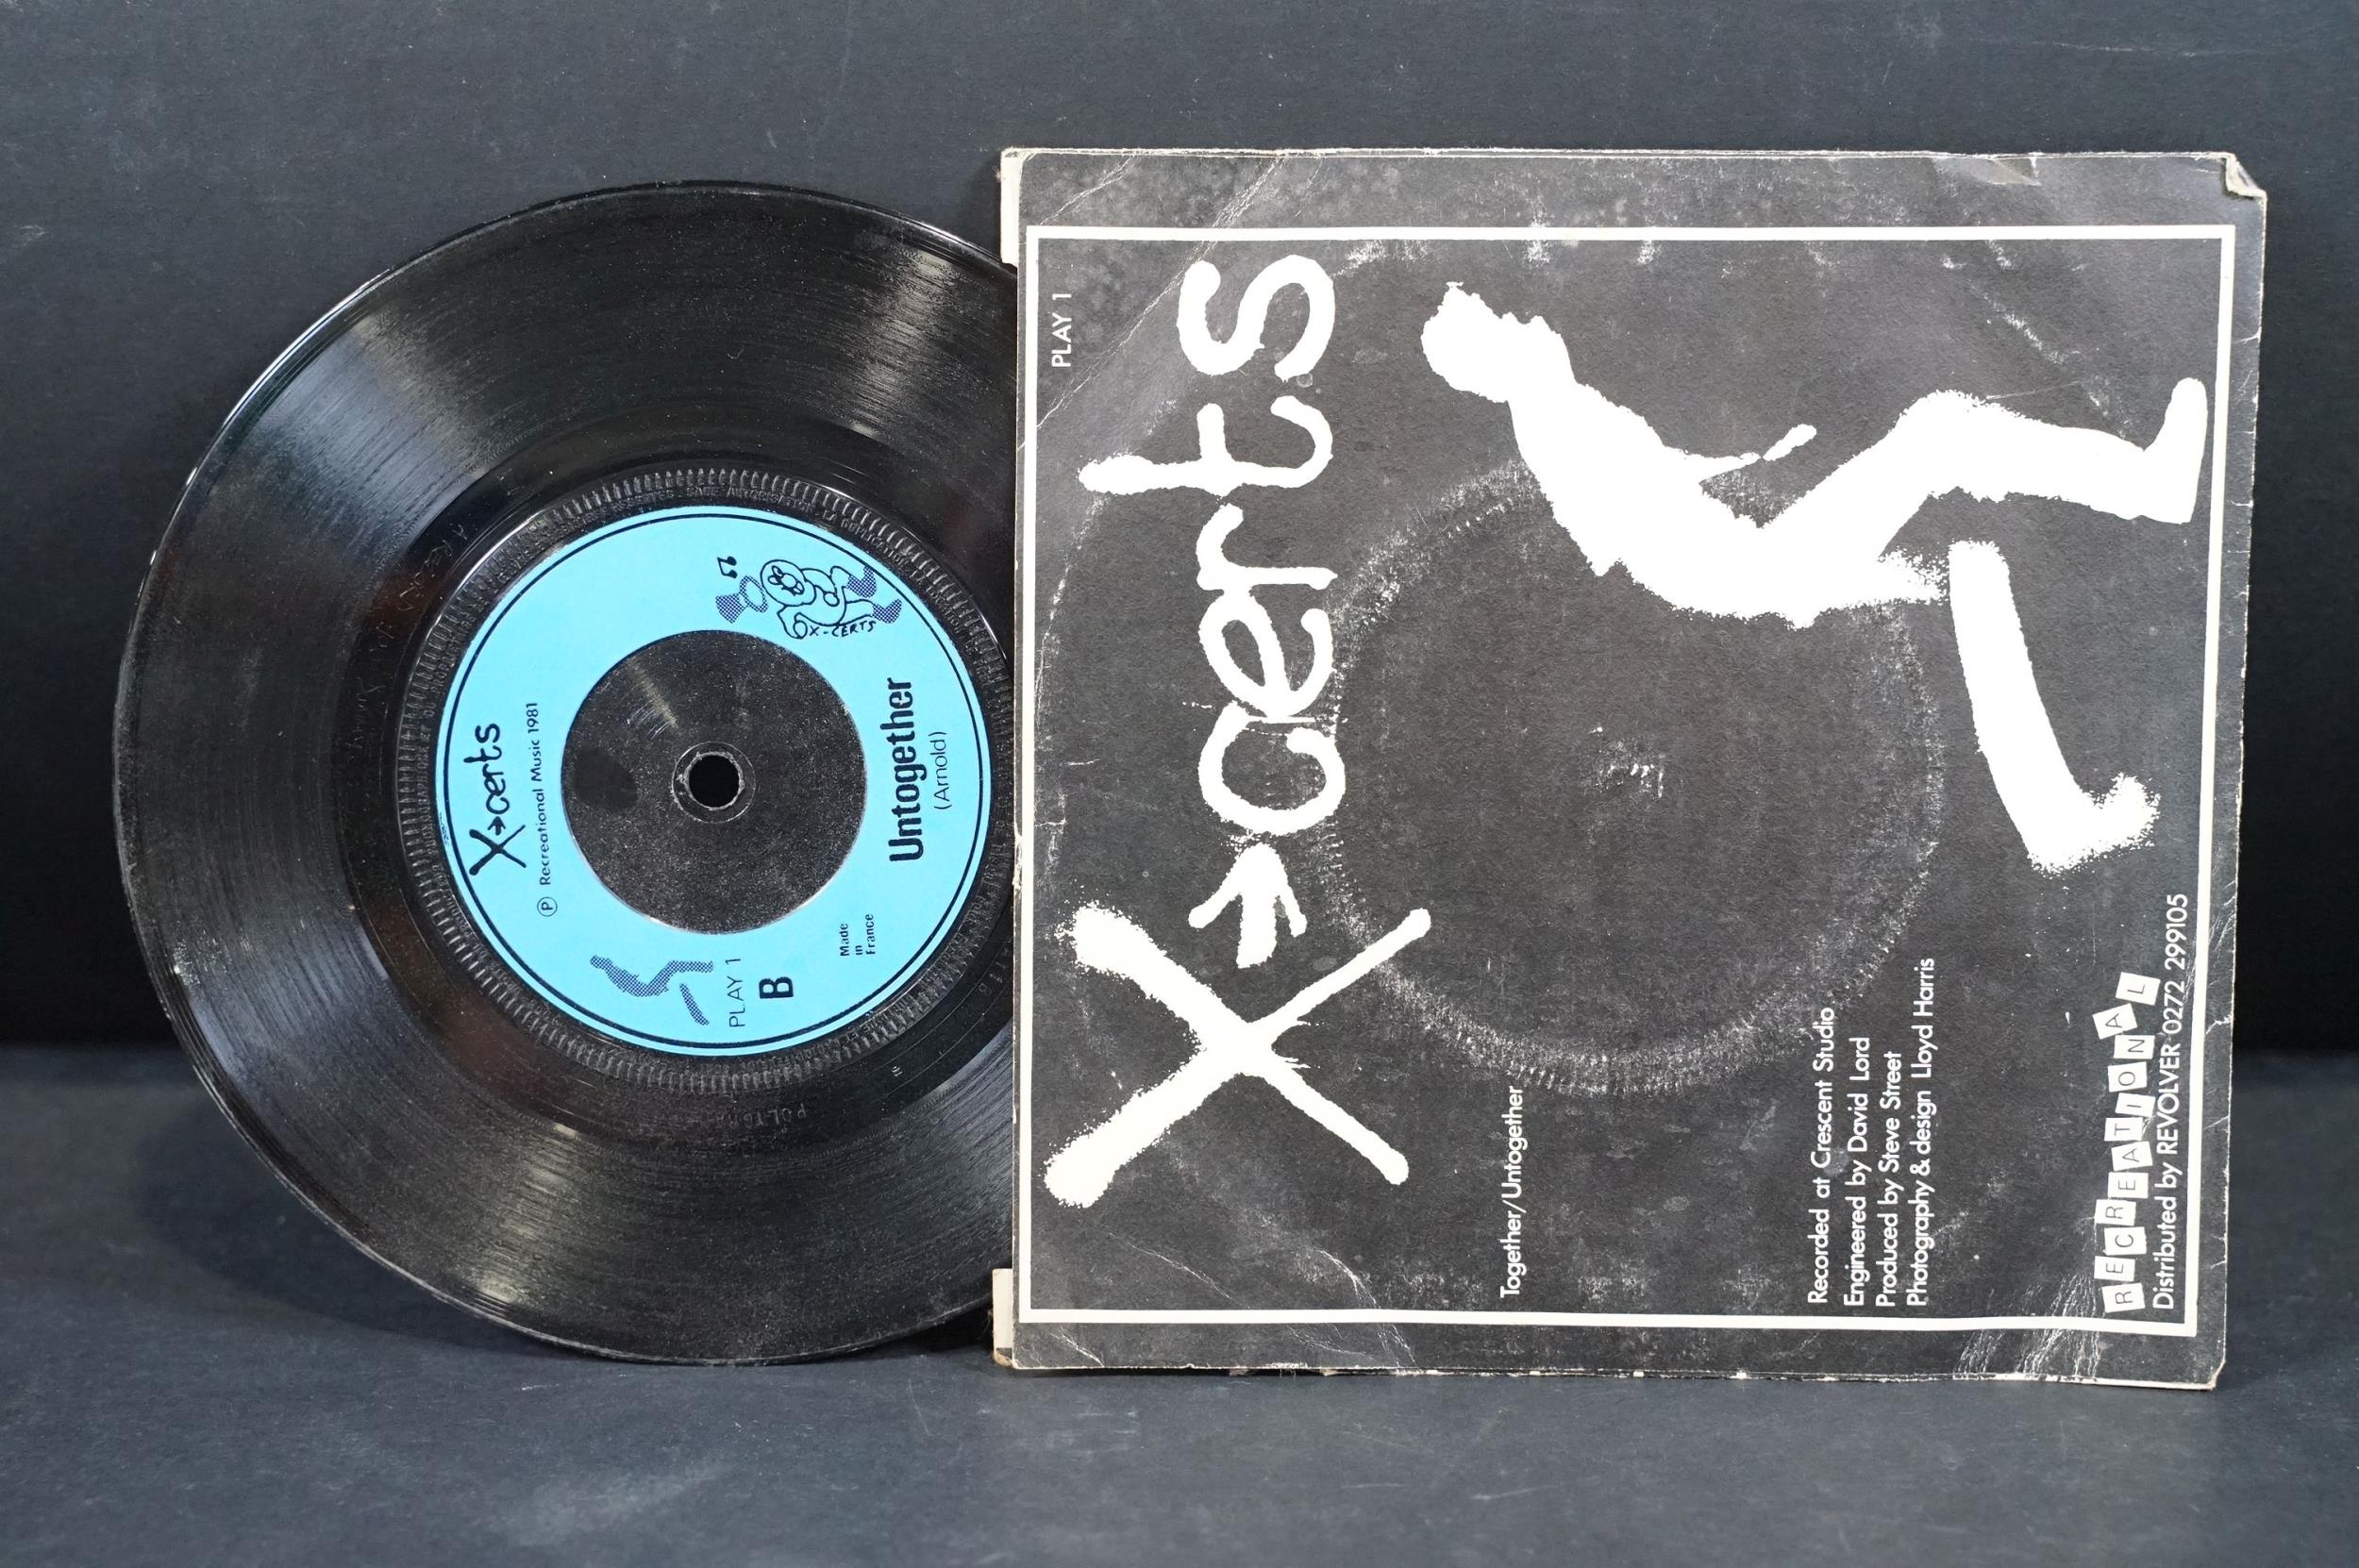 X→certs
Ⓟ Recreational Music 1981
X-CERTS
PLAY 1
B
Made
in
France
Untogether
(Arnold)
PLAY 1
X→certs
Together/Untogether
Recorded at Crescent Studio
Engineered by David Lord
Produced by Steve Street
Photography & design Lloyd Harris
RECREATIONAL
Distributed by REVOLVER 0272 299105